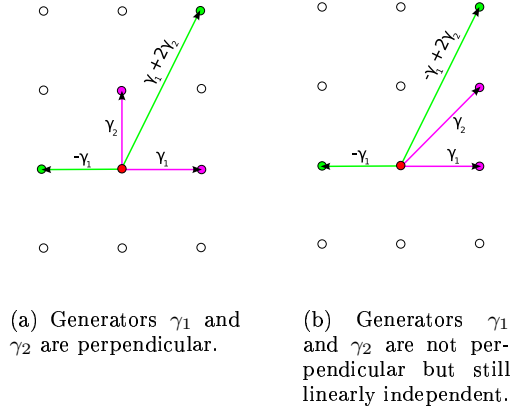 γ₁ + 2γ₂
γ₂
-γ₁
γ₁
-γ₁ + 2γ₂
γ₂
-γ₁
γ₁
(a) Generators γ₁ and
γ₂ are perpendicular.
(b) Generators γ₁
and γ₂ are not per-
pendicular but still
linearly independent.